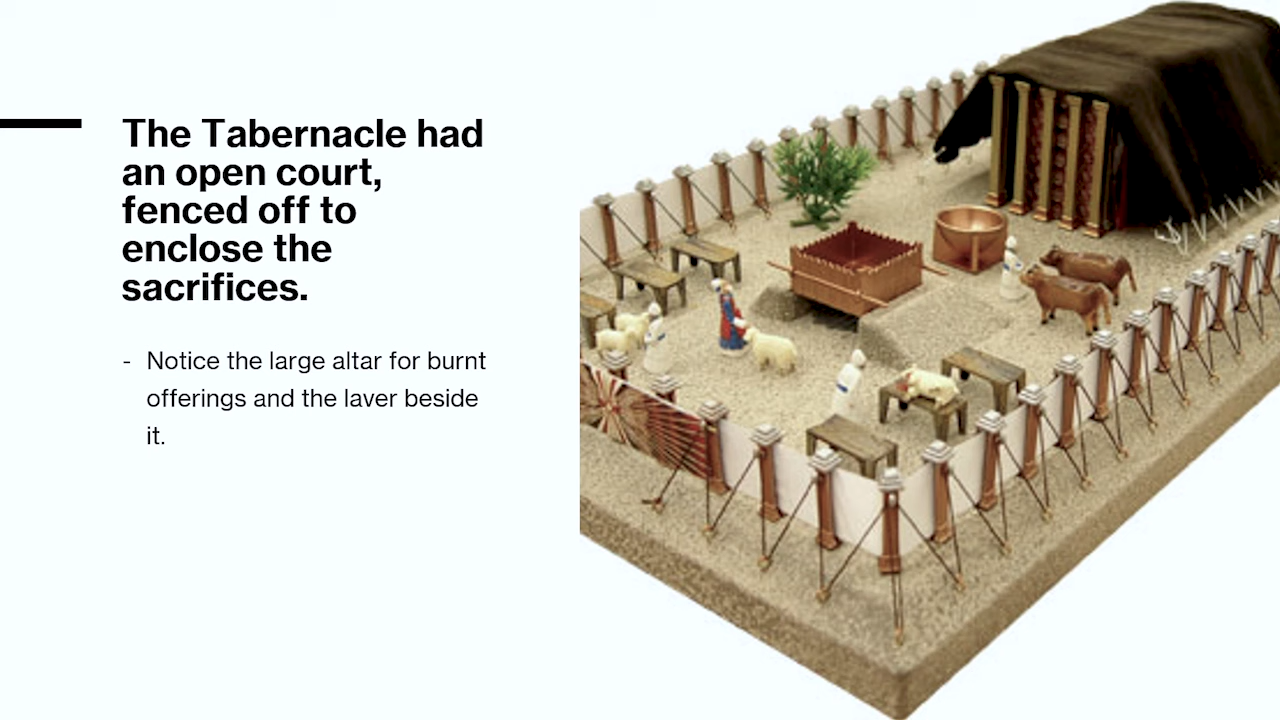 The Tabernacle had
an open court,
fenced off to
enclose the
sacrifices.
- Notice the large altar for burnt
offerings and the laver beside
it.